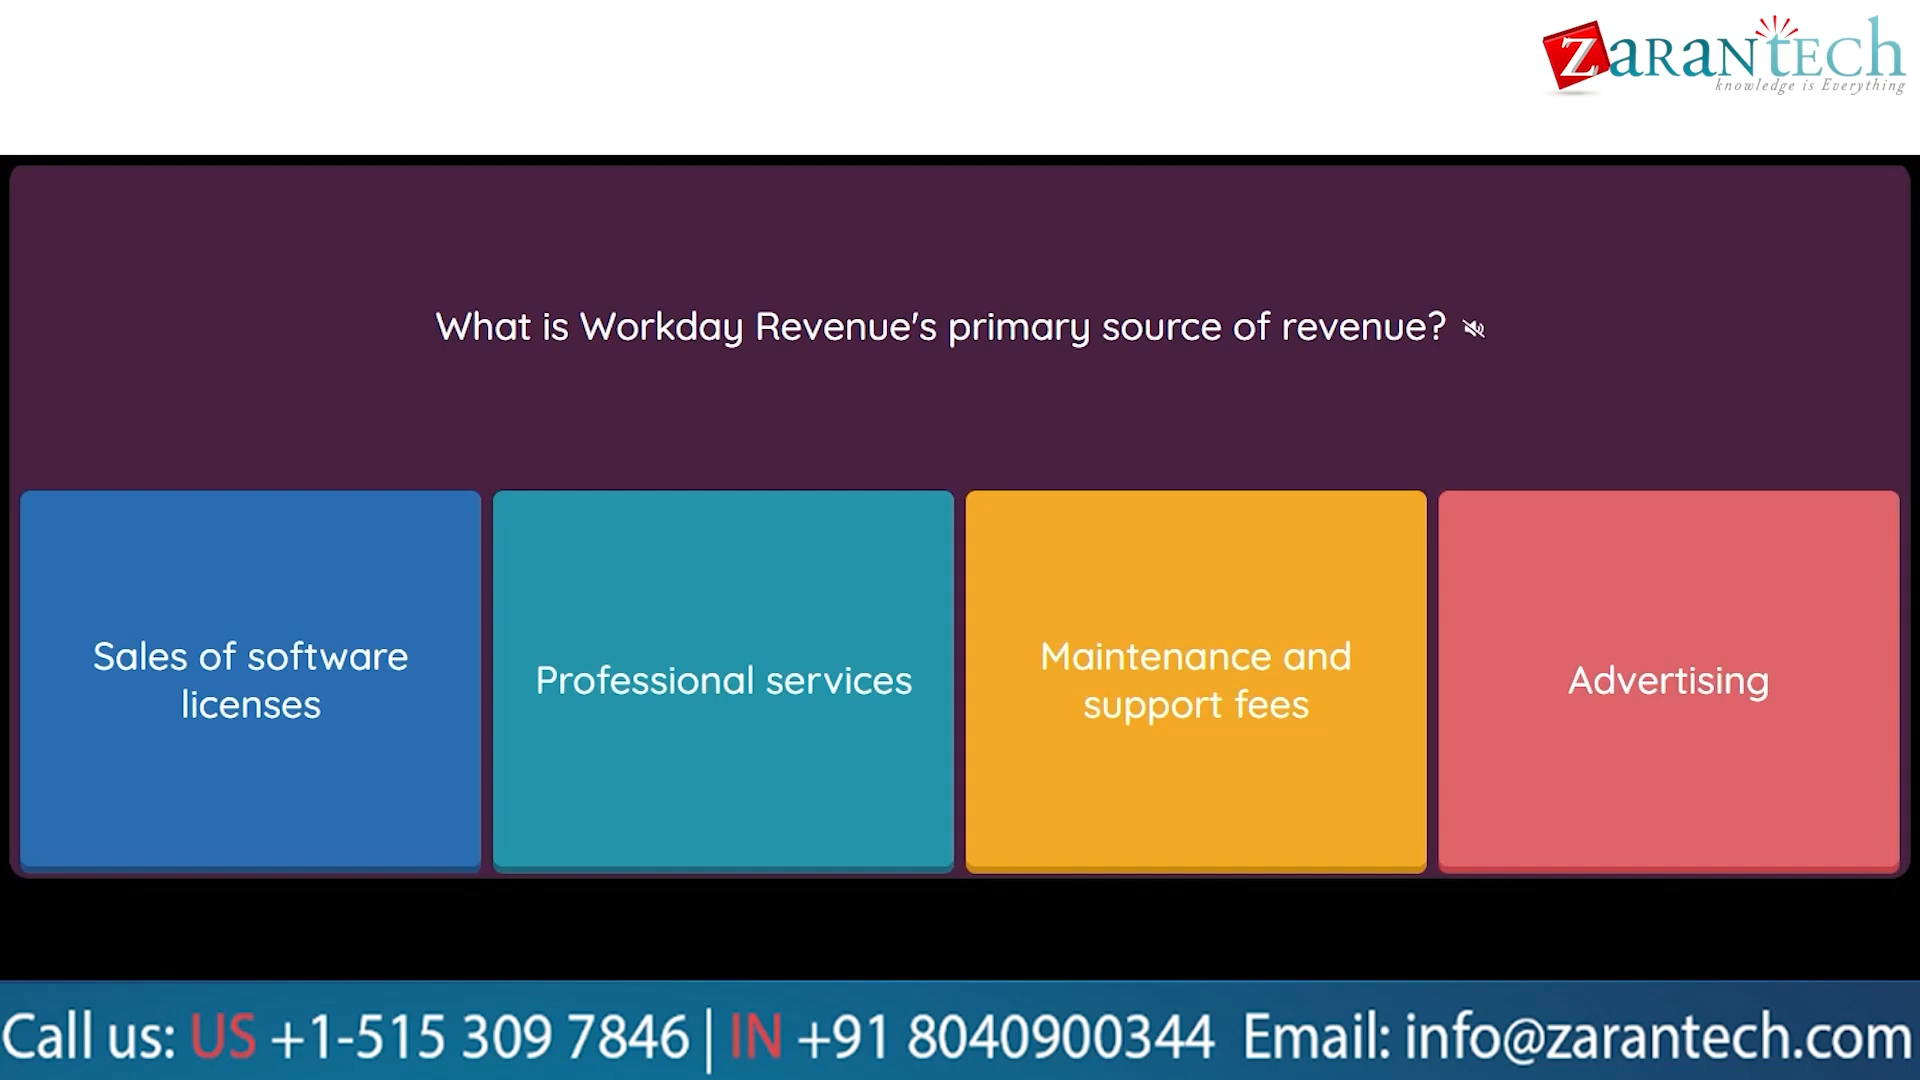 ZARANTECH
knowledge is Everything
What is Workday Revenue's primary source of revenue?
Sales of software
licenses
Professional services
Maintenance and
support fees
Advertising
Call us: US +1-515 309 7846 | IN +91 8040900344 Email: info@zarantech.com